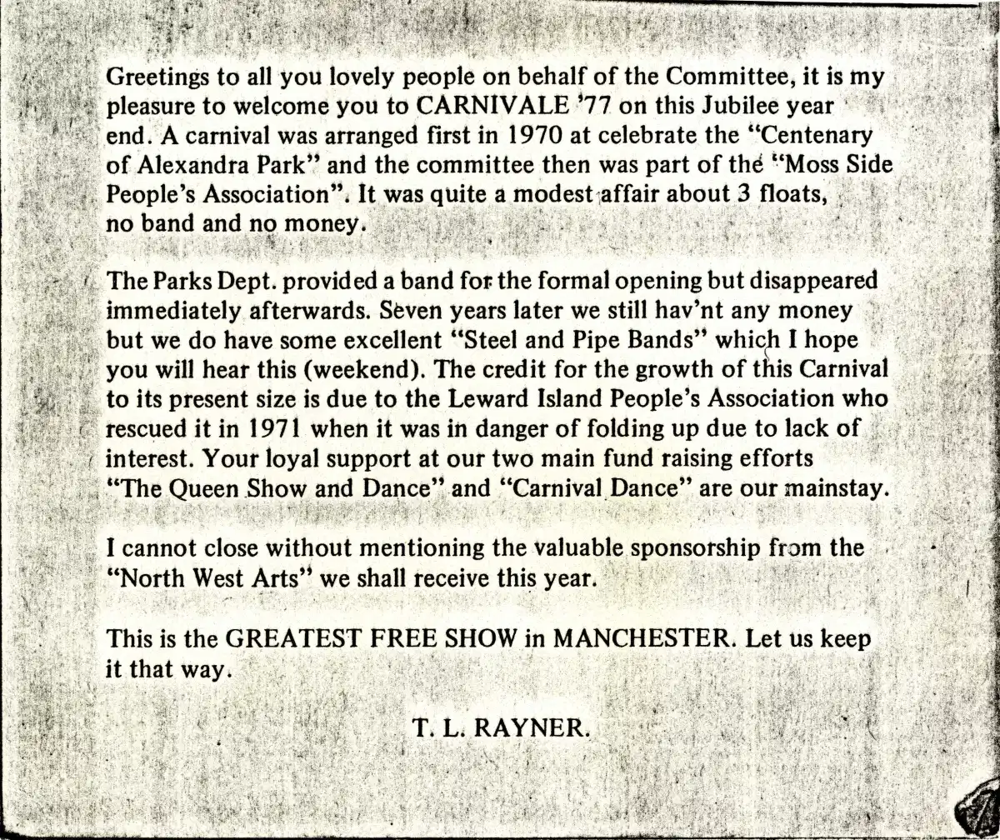 Greetings to all you lovely people on behalf of the Committee, it is my
pleasure to welcome you to CARNIVALE '77 on this Jubilee year
end. A carnival was arranged first in 1970 at celebrate the “Centenary
of Alexandra Park” and the committee then was part of the “Moss Side
People's Association”. It was quite a modest affair about 3 floats,
no band and no money.
The Parks Dept. provided a band for the formal opening but disappeared
immediately afterwards. Seven years later we still hav'nt any money
but we do have some excellent “Steel and Pipe Bands” which I hope
you will hear this (weekend). The credit for the growth of this Carnival
to its present size is due to the Leward Island People's Association who
rescued it in 1971 when it was in danger of folding up due to lack of
interest. Your loyal support at our two main fund raising efforts
“The Queen Show and Dance” and “Carnival Dance” are our mainstay.
I cannot close without mentioning the valuable sponsorship from the
“North West Arts” we shall receive this year.
This is the GREATEST FREE SHOW in MANCHESTER. Let us keep
it that way.
T. L. RAYNER.